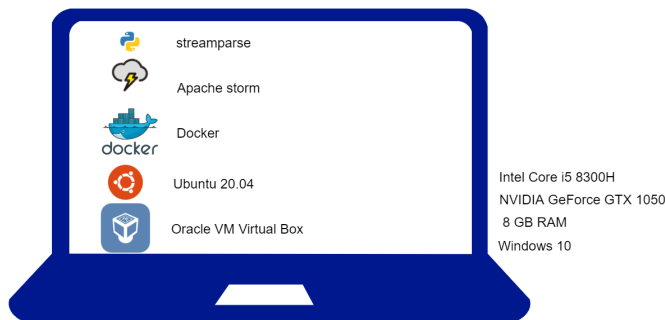 streamparse
Apache storm
docker
Docker
Ubuntu 20.04
Oracle VM Virtual Box
Intel Core i5 8300H
NVIDIA GeForce GTX 1050
8 GB RAM
Windows 10